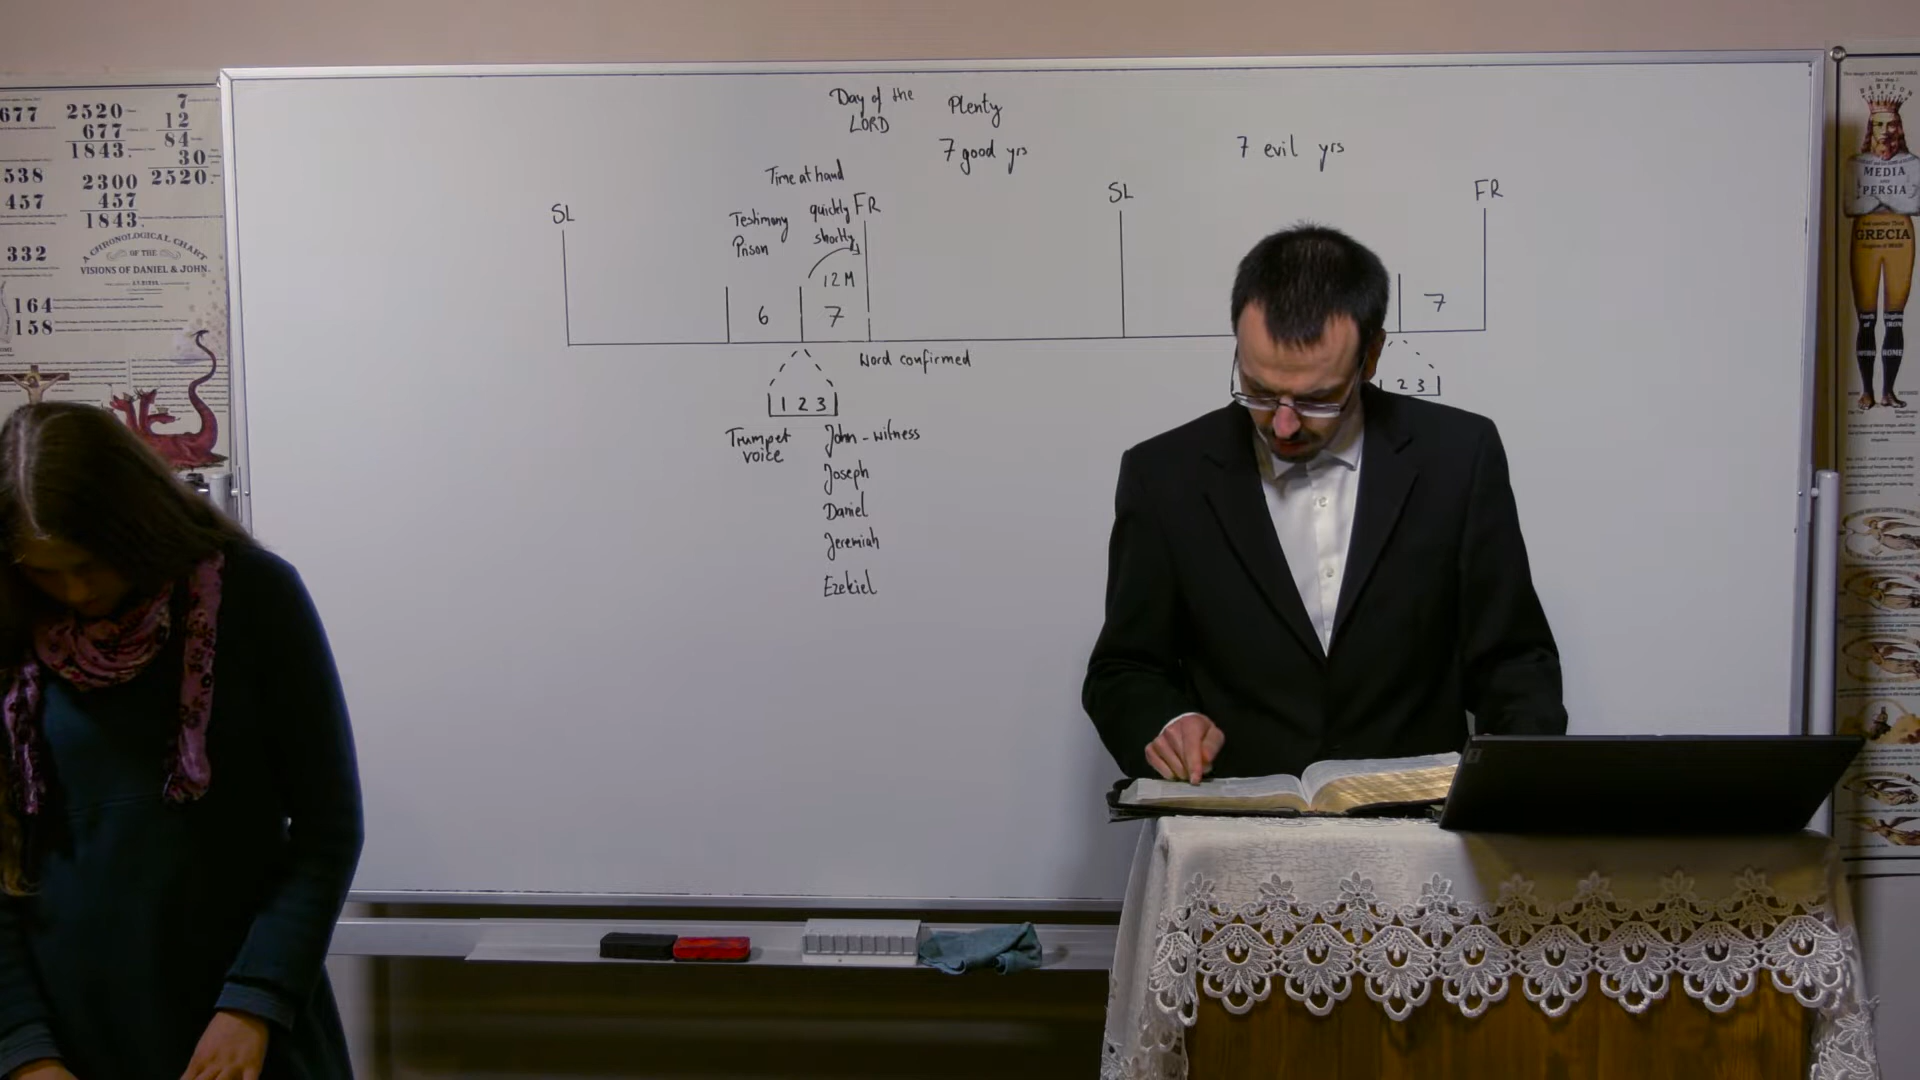 Day of the
LORD
Plenty
7 good yrs
7 evil yrs
Time at hand
SL
Testimony
Prison
quickly
shortly
FR
12M
6
7
SL
FR
7
Word confirmed
1 2 3
2 3
Trumpet
voice
John - witness
Joseph
Daniel
Jeremiah
Ezekiel
677
2520
677
1843.
7
12
84
30
2520.
538
457
2300
457
1843.
332
A CHRONOLOGICAL CHART
OF THE
VISIONS OF DANIEL & JOHN.
164
158
BABYLON
MEDIA
PERSIA
GRECIA